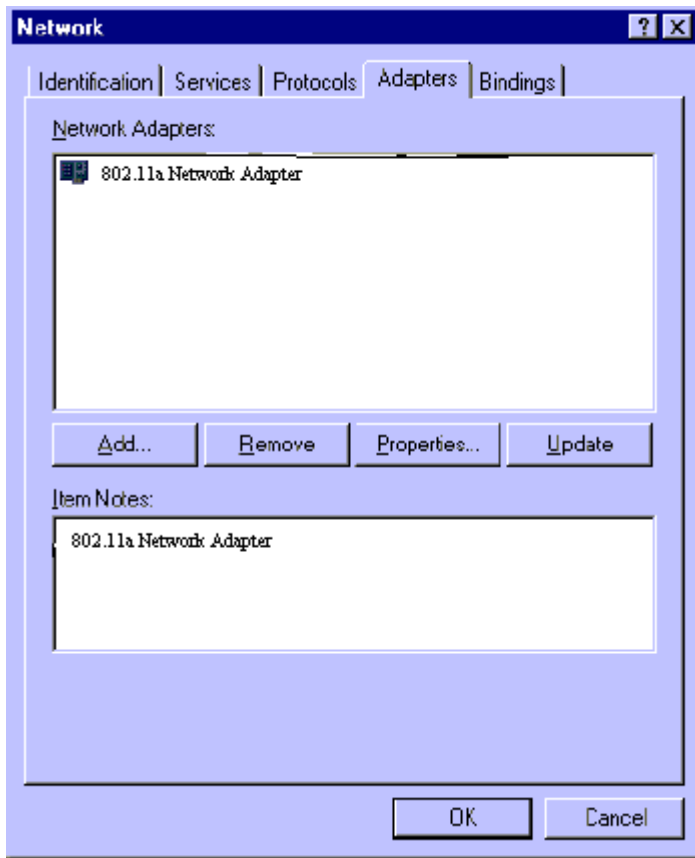 Network
Identification Services Protocols Adapters Bindings
Network Adapters:
802.11a Network Adapter
Add... Remove Properties... Update
Item Notes:
802.11a Network Adapter
OK Cancel